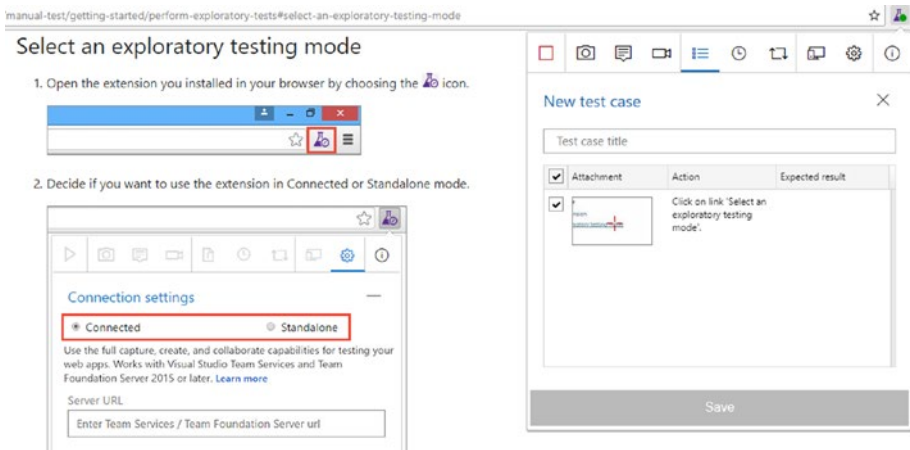 /manual-test/getting-started/perform-exploratory-tests#select-an-exploratory-testing-mode
Select an exploratory testing mode
1. Open the extension you installed in your browser by choosing the icon.
2. Decide if you want to use the extension in Connected or Standalone mode.
Connection settings
Connected
Standalone
Use the full capture, create, and collaborate capabilities for testing your
web apps. Works with Visual Studio Team Services and Team
Foundation Server 2015 or later. Learn more
Server URL
Enter Team Services / Team Foundation Server url
New test case
Test case title
Attachment Action Expected result
Click on link 'Select an
exploratory testing
mode'.
Save